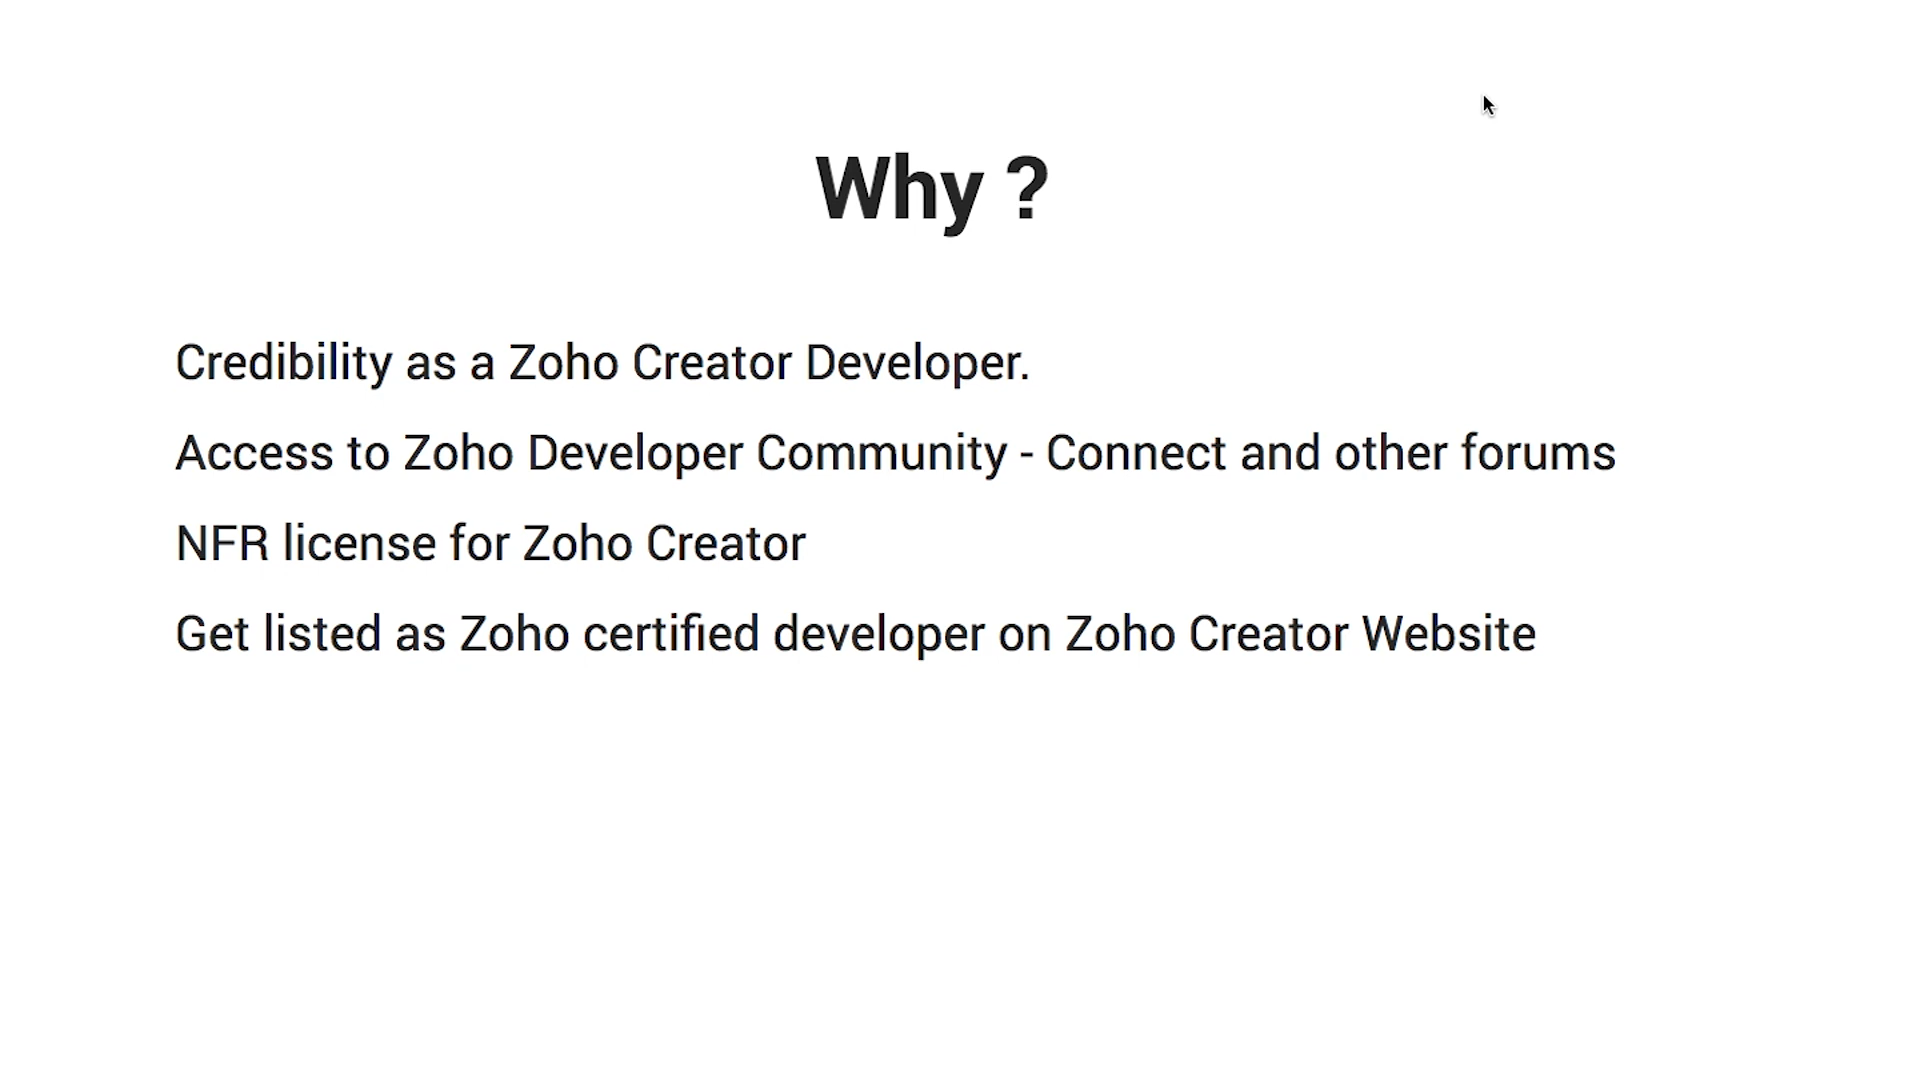 Why ?
Credibility as a Zoho Creator Developer.
Access to Zoho Developer Community - Connect and other forums
NFR license for Zoho Creator
Get listed as Zoho certified developer on Zoho Creator Website